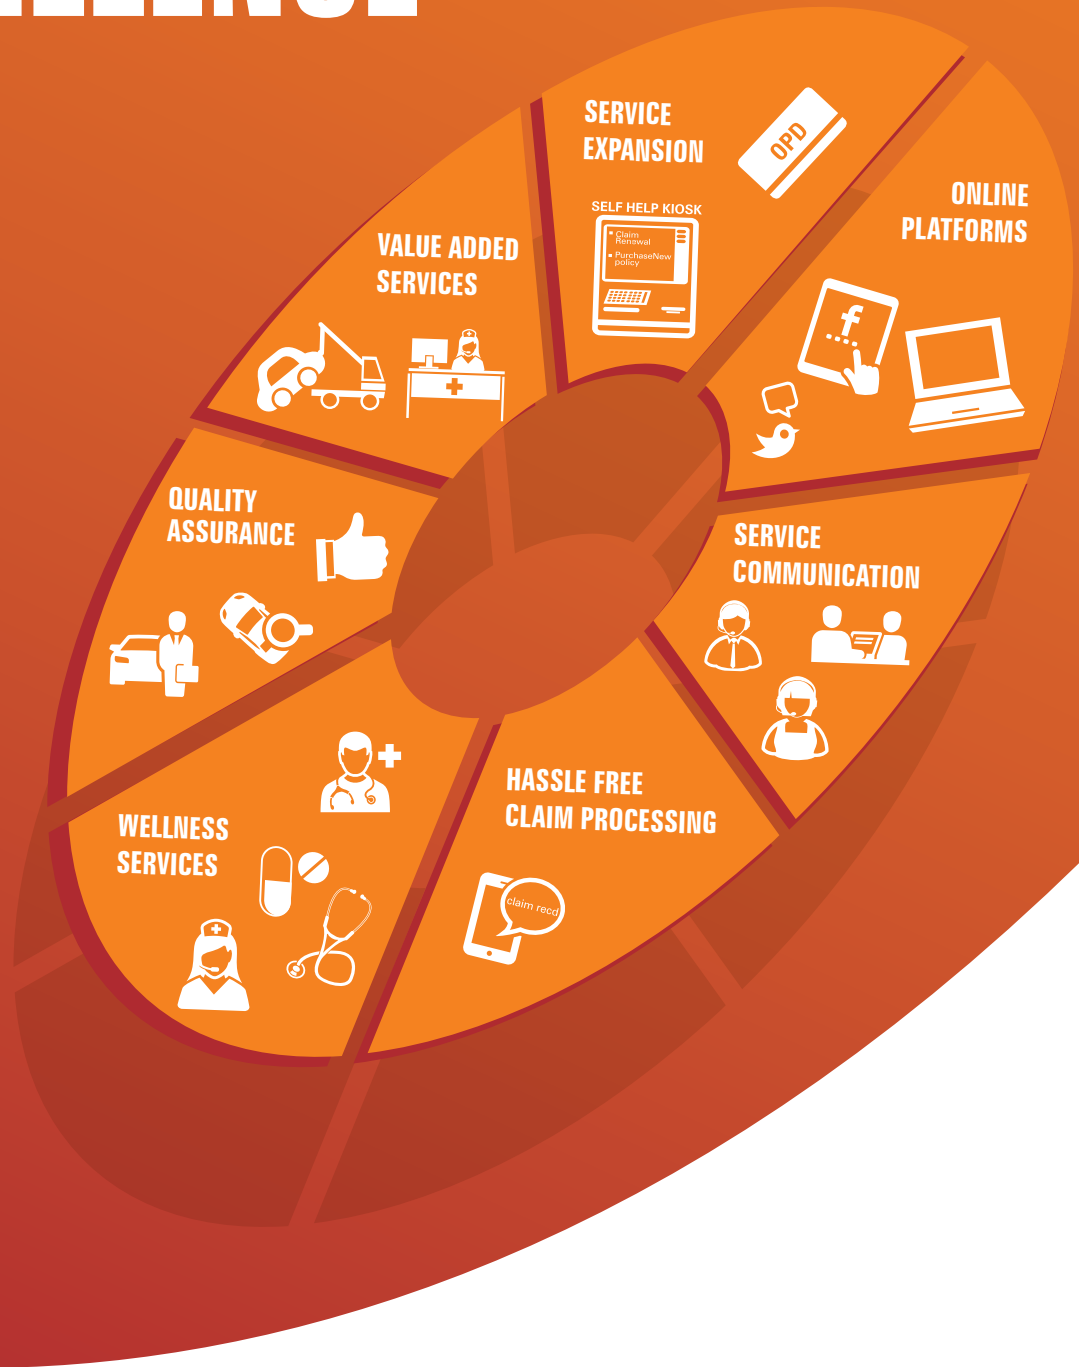 SERVICE
EXPANSION
OPD
SELF HELP KIOSK
Claim
Renewal
PurchaseNew
policy
ONLINE
PLATFORMS
f
VALUE ADDED
SERVICES
QUALITY
ASSURANCE
SERVICE
COMMUNICATION
WELLNESS
SERVICES
HASSLE FREE
CLAIM PROCESSING
claim recd